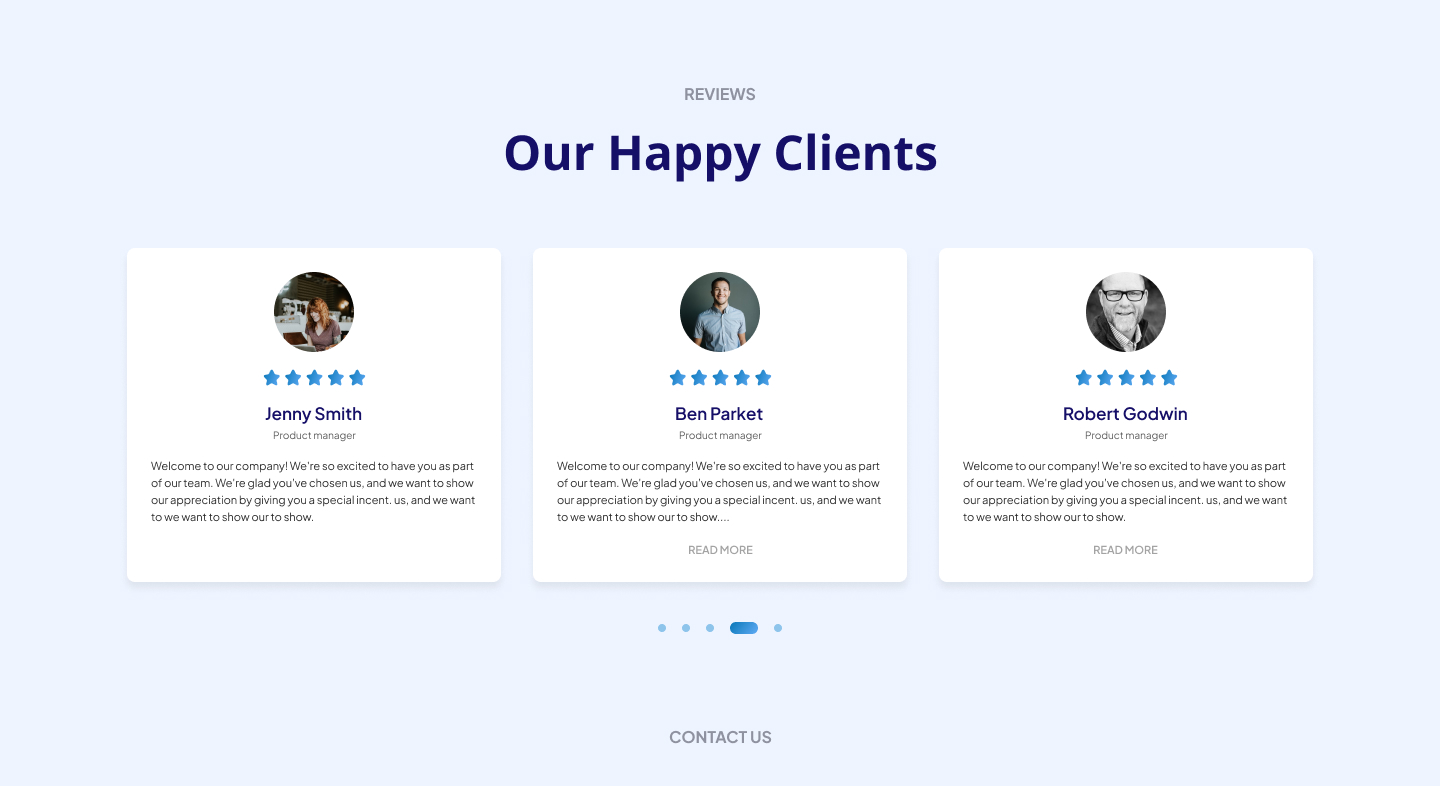 REVIEWS
Our Happy Clients
Jenny Smith
Product manager
Welcome to our company! We're so excited to have you as part
of our team. We're glad you've chosen us, and we want to show
our appreciation by giving you a special incent. us, and we want
to we want to show our to show.
Ben Parket
Product manager
Welcome to our company! We're so excited to have you as part
of our team. We're glad you've chosen us, and we want to show
our appreciation by giving you a special incent. us, and we want
to we want to show our to show....
READ MORE
Robert Godwin
Product manager
Welcome to our company! We're so excited to have you as part
of our team. We're glad you've chosen us, and we want to show
our appreciation by giving you a special incent. us, and we want
to we want to show our to show.
READ MORE
CONTACT US